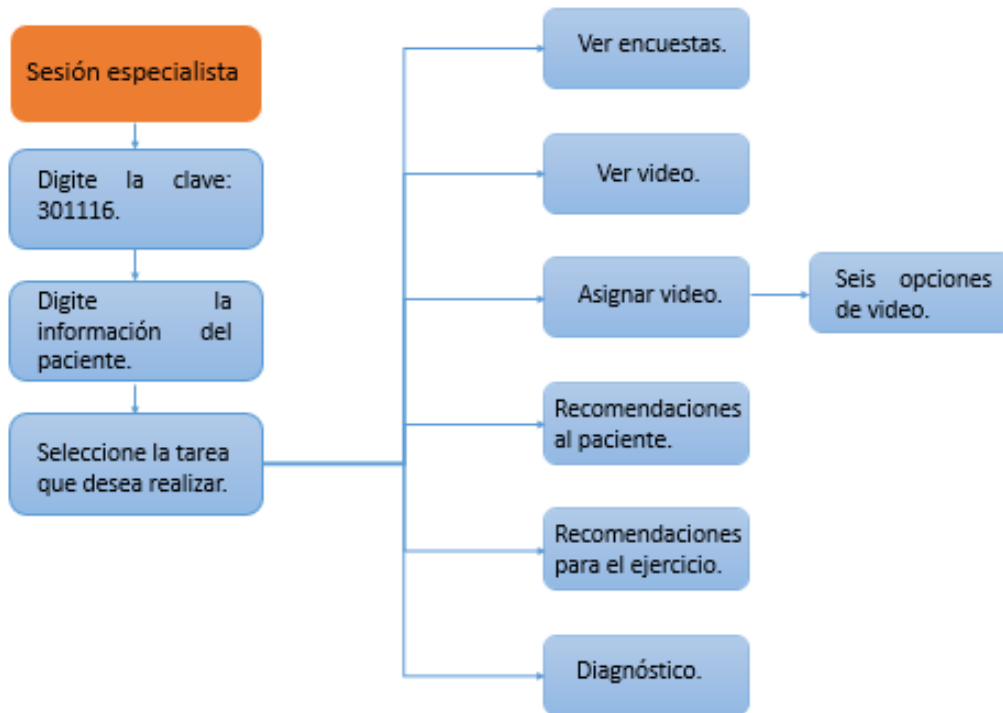 Sesión especialista
Digite la clave:
301116.
Digite la
información del
paciente.
Seleccione la tarea
que desea realizar.
Ver encuestas.
Ver video.
Asignar video.
Seis opciones
de video.
Recomendaciones
al paciente.
Recomendaciones
para el ejercicio.
Diagnóstico.